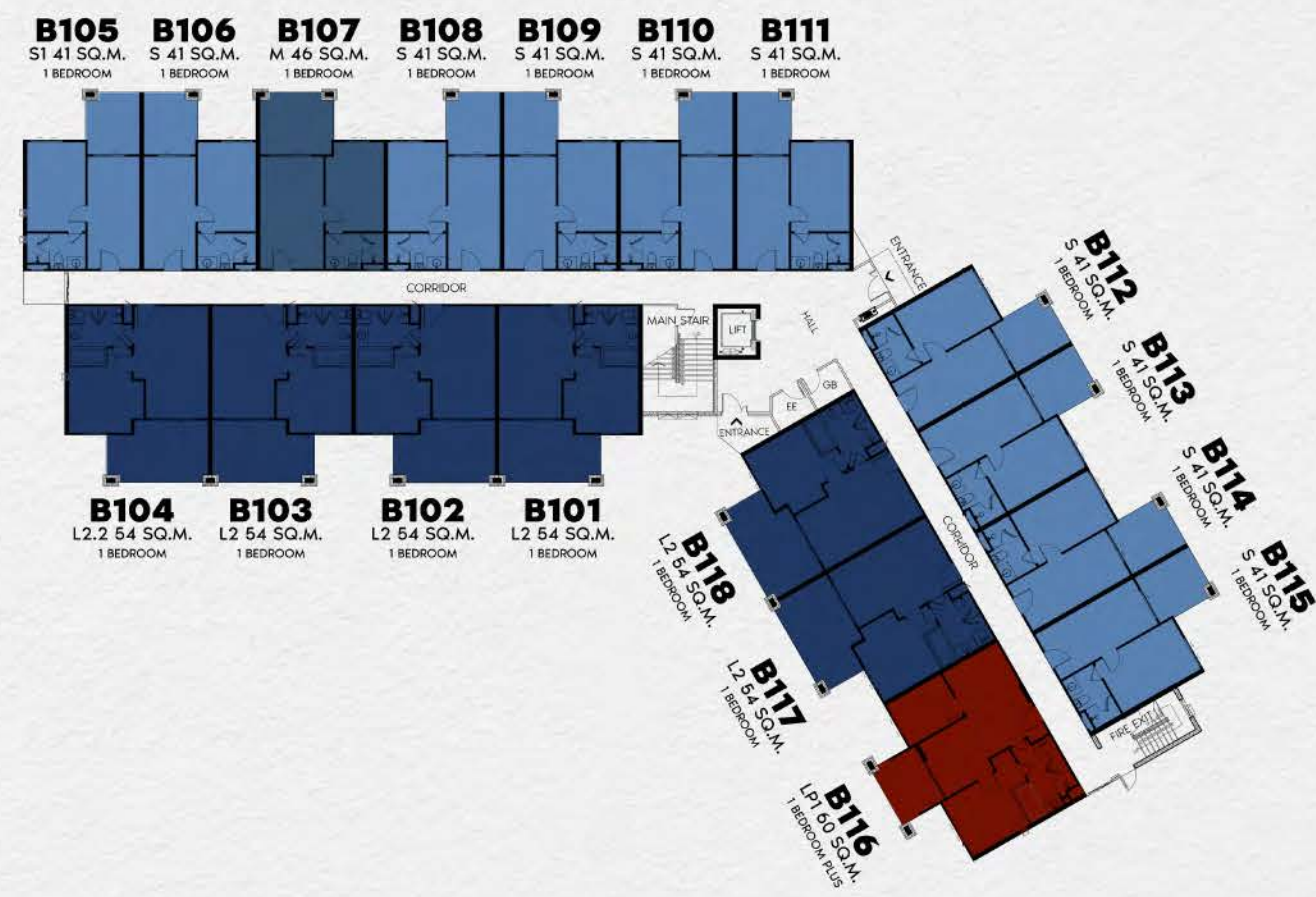 B105
S1 41 SQ.M.
1 BEDROOM
B106
S 41 SQ.M.
1 BEDROOM
B107
M 46 SQ.M.
1 BEDROOM
B108
S 41 SQ.M.
1 BEDROOM
B109
S 41 SQ.M.
1 BEDROOM
B110
S 41 SQ.M.
1 BEDROOM
B111
S 41 SQ.M.
1 BEDROOM
CORRIDOR
MAIN STAIR
LIFT
HALL
ENTRANCE
GB
EE
ENTRANCE
B104
L2.2 54 SQ.M.
1 BEDROOM
B103
L2 54 SQ.M.
1 BEDROOM
B102
L2 54 SQ.M.
1 BEDROOM
B101
L2 54 SQ.M.
1 BEDROOM
B112
S 41 SQ.M.
1 BEDROOM
B113
S 41 SQ.M.
1 BEDROOM
B114
S 41 SQ.M.
1 BEDROOM
B115
S 41 SQ.M.
1 BEDROOM
CORRIDOR
B118
L2 54 SQ.M.
1 BEDROOM
B117
L2 54 SQ.M.
1 BEDROOM
B116
LP1 60 SQ.M.
1 BEDROOM PLUS
FIRE EXIT